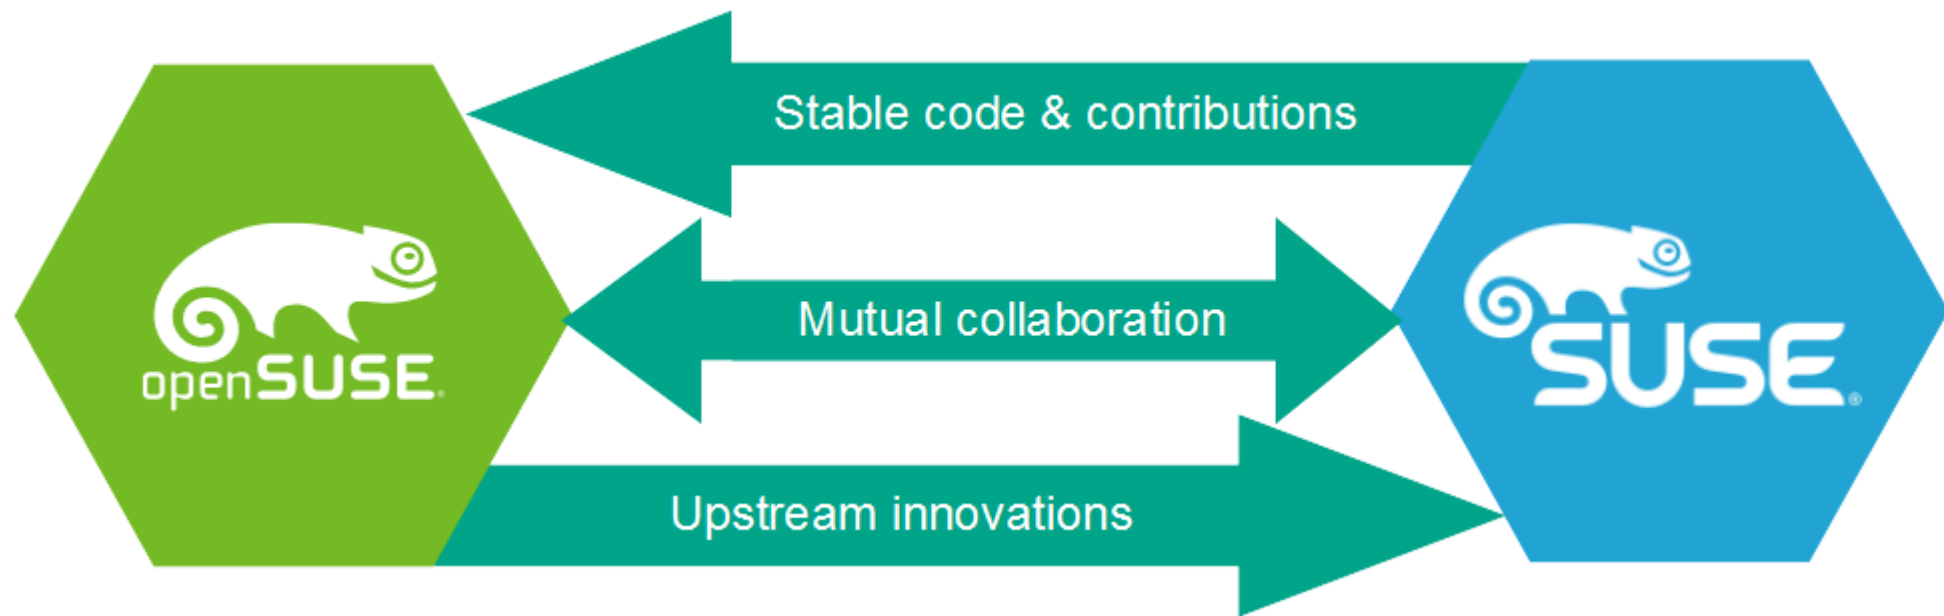 Stable code & contributions
openSUSE
Mutual collaboration
SUSE®
Upstream innovations